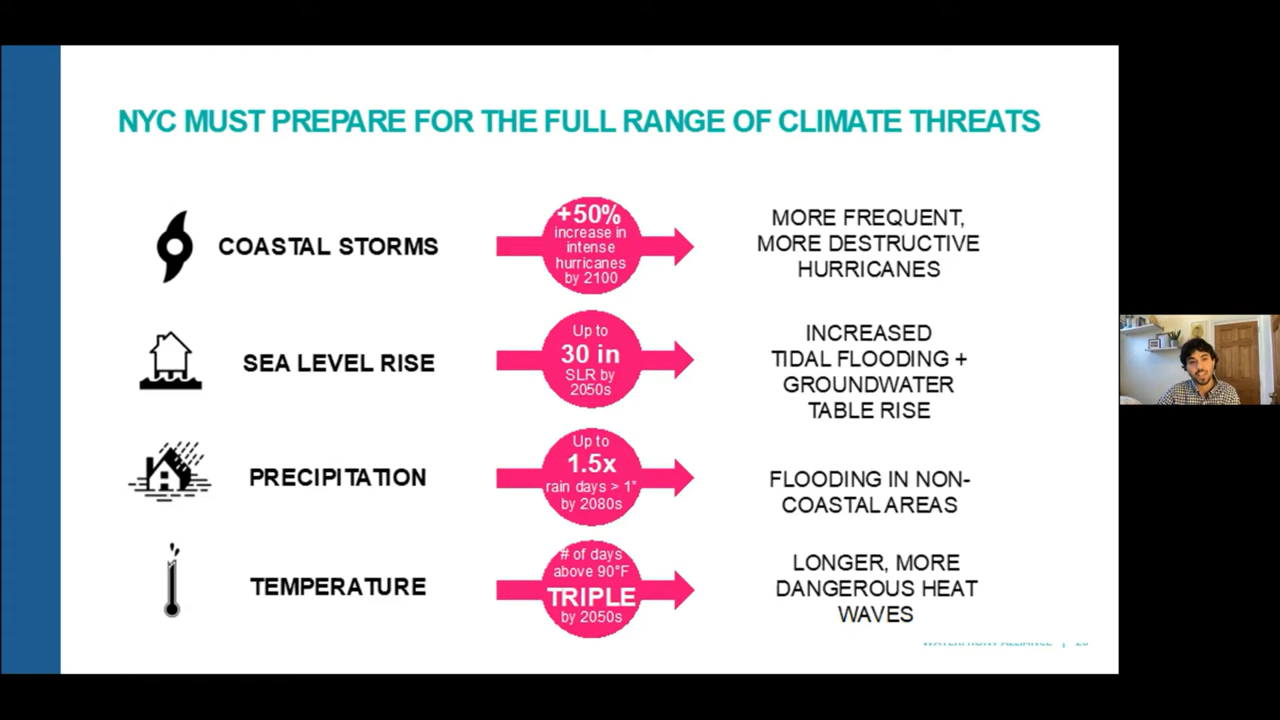 NYC MUST PREPARE FOR THE FULL RANGE OF CLIMATE THREATS
COASTAL STORMS
+50%
increase in
intense
hurricanes
by 2100
MORE FREQUENT,
MORE DESTRUCTIVE
HURRICANES
SEA LEVEL RISE
Up to
30 in
SLR by
2050s
INCREASED
TIDAL FLOODING +
GROUNDWATER
TABLE RISE
PRECIPITATION
Up to
1.5x
rain days > 1"
by 2080s
FLOODING IN NON-
COASTAL AREAS
TEMPERATURE
# of days
above 90°F
TRIPLE
by 2050s
LONGER, MORE
DANGEROUS HEAT
WAVES
WATERFRONT ALLIANCE |